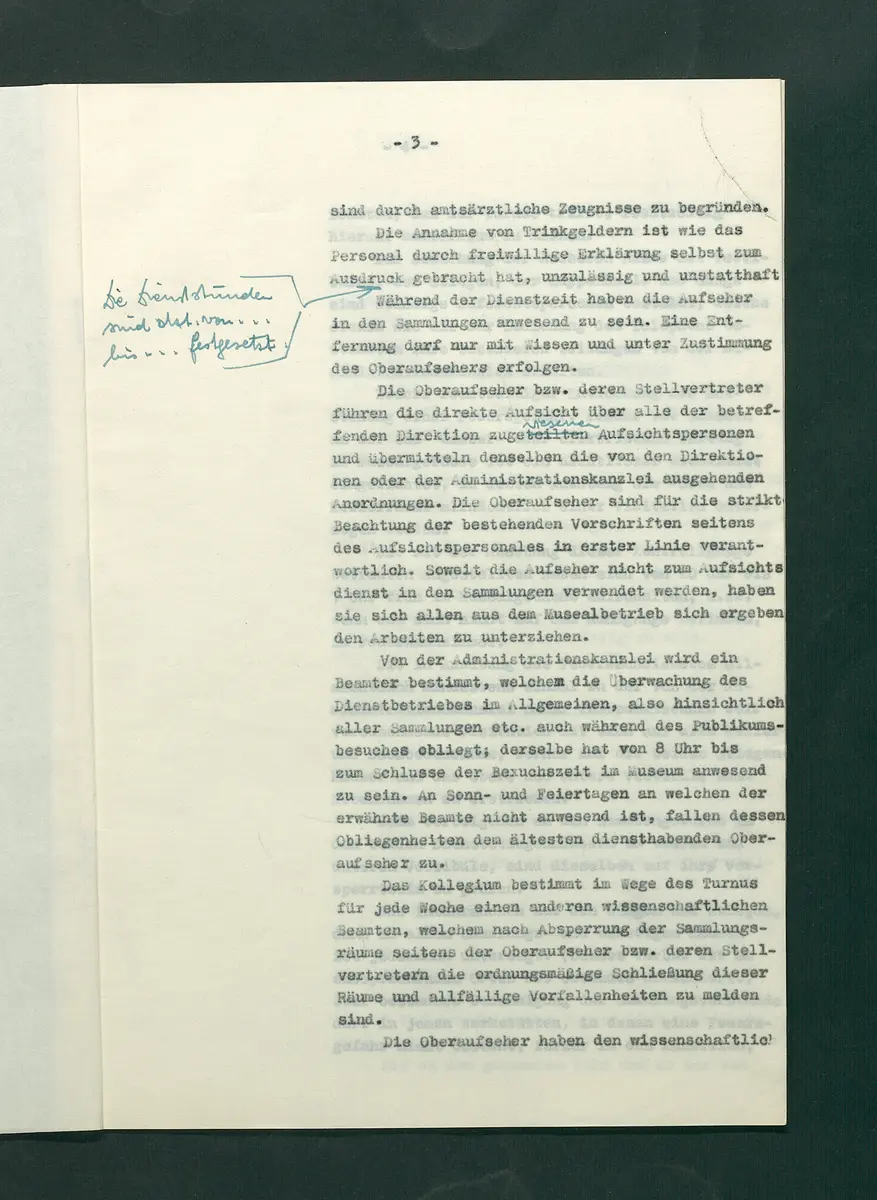 - 3 -
sind durch amtsärztliche Zeugnisse zu begründen.
Die Annahme von Trinkgeldern ist wie das
Personal durch freiwillige Erklärung selbst zum
Ausdruck gebracht hat, unzulässig und unstatthaft
Die Dienststunden
sind dzt. von ...
bis ... festgesetzt.
Während der Dienstzeit haben die Aufseher
in den Sammlungen anwesend zu sein. Eine Ent-
fernung darf nur mit Wissen und unter Zustimmung
des Oberaufsehers erfolgen.
Die Oberaufseher bzw. deren Stellvertreter
führen die direkte Aufsicht über alle der betref-
wiesenen
fenden Direktion zugeteilten Aufsichtspersonen
und übermitteln denselben die von den Direktio-
nen oder der Administrationskanzlei ausgehenden
Anordnungen. Die Oberaufseher sind für die strikt
Beachtung der bestehenden Vorschriften seitens
des Aufsichtspersonales in erster Linie verant-
wortlich. Soweit die Aufseher nicht zum Aufsichts
dienst in den Sammlungen verwendet werden, haben
sie sich allen aus dem Musealbetrieb sich ergeben
den Arbeiten zu unterziehen.
Von der Administrationskanzlei wird ein
Beamter bestimmt, welchem die Überwachung des
Dienstbetriebes im Allgemeinen, also hinsichtlich
aller Sammlungen etc. auch während des Publikums-
besuches obliegt; derselbe hat von 8 Uhr bis
zum Schlusse der Bexuchszeit im Museum anwesend
zu sein. An Sonn- und Feiertagen an welchen der
erwähnte Beamte nicht anwesend ist, fallen dessen
Obliegenheiten dem ältesten diensthabenden Ober-
aufseher zu.
Das Kollegium bestimmt im Wege des Turnus
für jede Woche einen anderen wissenschaftlichen
Beamten, welchem nach Absperrung der Sammlungs-
räume seitens der Oberaufseher bzw. deren Stell-
vertretern die ordnungsmäßige Schließung dieser
Räume und allfällige Vorfallenheiten zu melden
sind.
Die Oberaufseher haben den wissenschaftlich